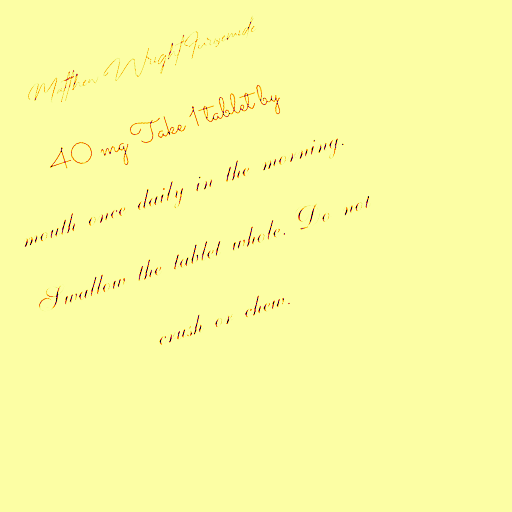 Matthew Wright Furosemide
40 mg Take 1 tablet by
mouth once daily in the morning.
Swallow the tablet whole. Do not
crush or chew.